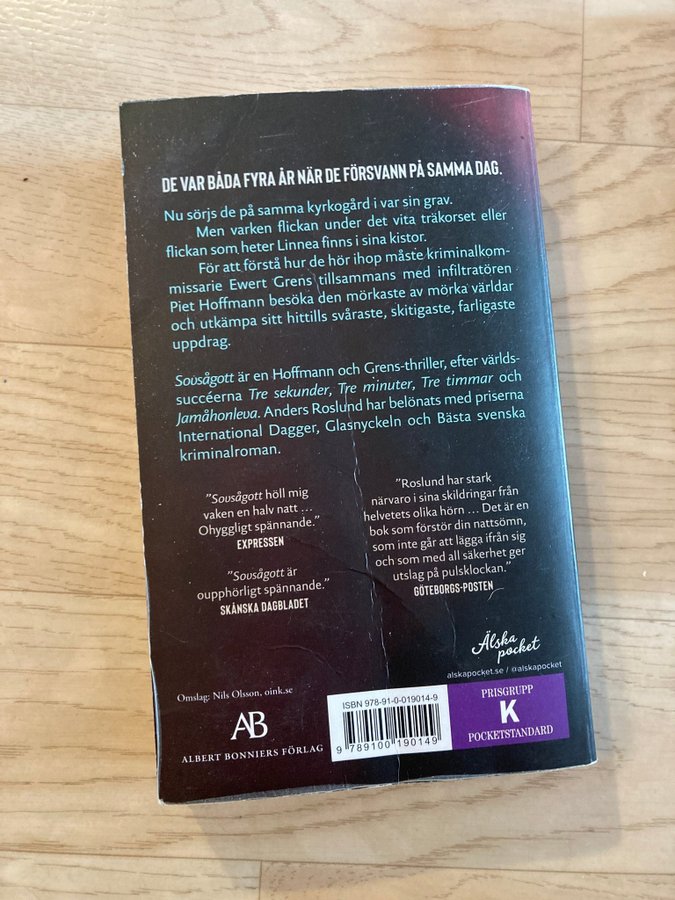 DE VAR BÅDA FYRA ÅR NÄR DE FÖRSVANN PÅ SAMMA DAG.
Nu sörjs de på samma kyrkogård i var sin grav.
Men varken flickan under det vita träkorset eller
flickan som heter Linnea finns i sina kistor.
För att förstå hur de hör ihop måste kriminalkom-
missarie Ewert Grens tillsammans med infiltratören
Piet Hoffmann besöka den mörkaste av mörka världar
och utkämpa sitt hittills svåraste, skitigaste, farligaste
uppdrag.
Sovsågott är en Hoffmann och Grens-thriller, efter världs-
succéerna Tre sekunder, Tre minuter, Tre timmar och
Jamåhonleva. Anders Roslund har belönats med priserna
International Dagger, Glasnyckeln och Bästa svenska
kriminalroman.
"Sovsågott höll mig
vaken en halv natt ...
Ohyggligt spännande."
EXPRESSEN
"Sovsågott är
oupphörligt spännande."
SKÅNSKA DAGBLADET
"Roslund har stark
närvaro i sina skildringar från
helvetets olika hörn ... Det är en
bok som förstör din nattsömn,
som inte går att lägga ifrån sig
och som med all säkerhet ger
utslag på pulsklockan."
GÖTEBORGS-POSTEN
Älska
pocket
alskapocket.se / @alskapocket
Omslag: Nils Olsson, oink.se
AB
ALBERT BONNIERS FÖRLAG
ISBN 978-91-0-019014-9
9 789100 190149
PRISGRUPP
K
POCKETSTANDARD